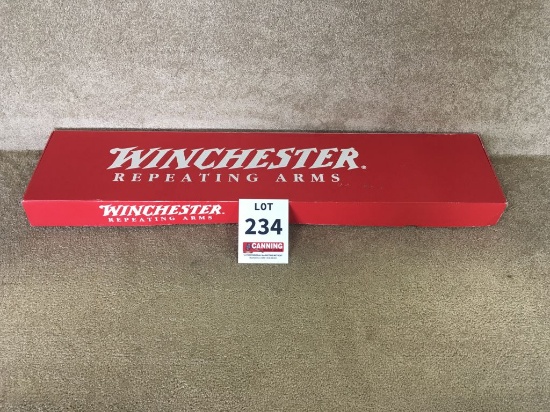 WINCHESTER®
REPEATING ARMS
WINCHESTER®
REPEATING ARMS
LOT
234
CANNING